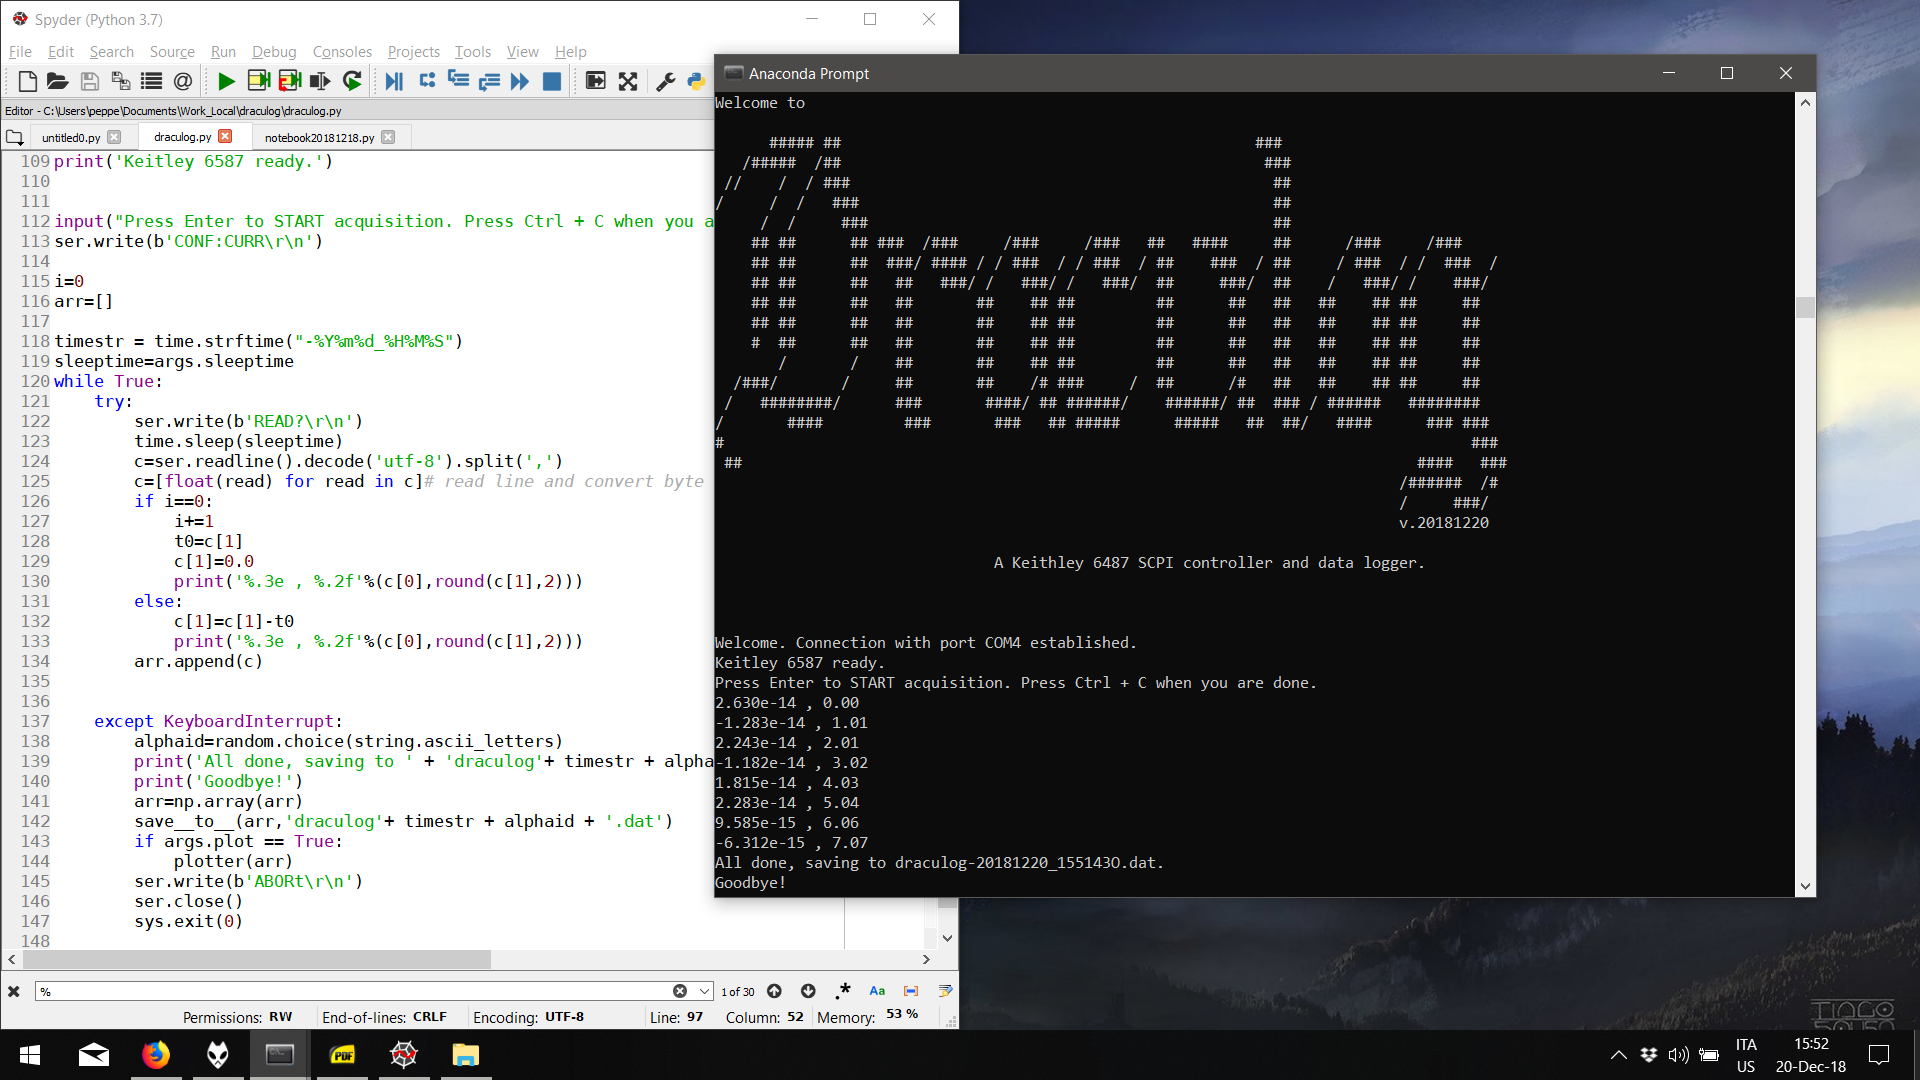 Spyder (Python 3.7)
File Edit Search Source Run Debug Consoles Projects Tools View Help
Editor - C:\Users\peppe\Documents\Work_Local\draculog\draculog.py
untitled0.py draculog.py notebook20181218.py
109 print('Keitley 6587 ready.')
110
111
112 input("Press Enter to START acquisition. Press Ctrl + C when you a
113 ser.write(b'CONF:CURR\r\n')
114
115 i=0
116 arr=[]
117
118 timestr = time.strftime("-%Y%m%d_%H%M%S")
119 sleeptime=args.sleeptime
120 while True:
121     try:
122         ser.write(b'READ?\r\n')
123         time.sleep(sleeptime)
124         c=ser.readline().decode('utf-8').split(',')
125         c=[float(read) for read in c]# read line and convert byte
126         if i==0:
127             i+=1
128             t0=c[1]
129             c[1]=0.0
130             print('%.3e , %.2f'%(c[0],round(c[1],2)))
131         else:
132             c[1]=c[1]-t0
133             print('%.3e , %.2f'%(c[0],round(c[1],2)))
134         arr.append(c)
135
136
137     except KeyboardInterrupt:
138         alphaid=random.choice(string.ascii_letters)
139         print('All done, saving to ' + 'draculog'+ timestr + alpha
140         print('Goodbye!')
141         arr=np.array(arr)
142         save__to__(arr,'draculog'+ timestr + alphaid + '.dat')
143         if args.plot == True:
144             plotter(arr)
145         ser.write(b'ABORt\r\n')
146         ser.close()
147         sys.exit(0)
148
% 1 of 30 .* Aa
Permissions: RW End-of-lines: CRLF Encoding: UTF-8 Line: 97 Column: 52 Memory: 53 %
Anaconda Prompt
Welcome to
Draculog
v.20181220
A Keithley 6487 SCPI controller and data logger.
Welcome. Connection with port COM4 established.
Keitley 6587 ready.
Press Enter to START acquisition. Press Ctrl + C when you are done.
2.630e-14 , 0.00
-1.283e-14 , 1.01
2.243e-14 , 2.01
-1.182e-14 , 3.02
1.815e-14 , 4.03
2.283e-14 , 5.04
9.585e-15 , 6.06
-6.312e-15 , 7.07
All done, saving to draculog-20181220_155143O.dat.
Goodbye!
TIAGO
SOUSA
PDF
ITA
US
15:52
20-Dec-18